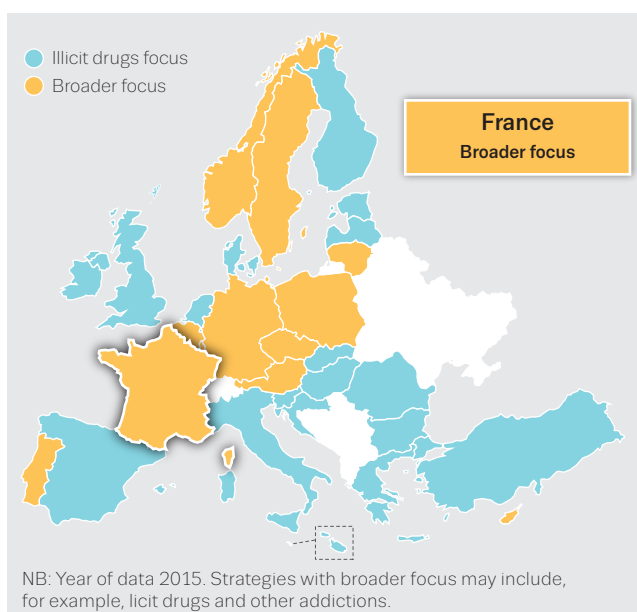 Illicit drugs focus
Broader focus
France
Broader focus
NB: Year of data 2015. Strategies with broader focus may include,
for example, licit drugs and other addictions.